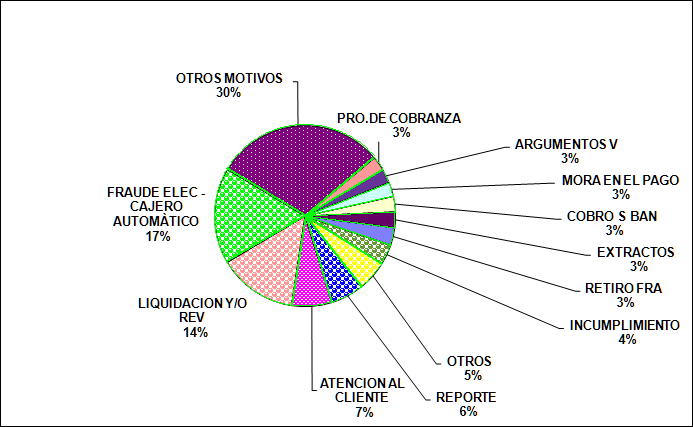 OTROS MOTIVOS
30%
PRO.DE COBRANZA
3%
ARGUMENTOS V
3%
MORA EN EL PAGO
3%
COBRO S BAN
3%
EXTRACTOS
3%
RETIRO FRA
3%
INCUMPLIMIENTO
4%
OTROS
5%
REPORTE
6%
ATENCION AL
CLIENTE
7%
LIQUIDACION Y/O
REV
14%
FRAUDE ELEC -
CAJERO
AUTOMÀTICO
17%